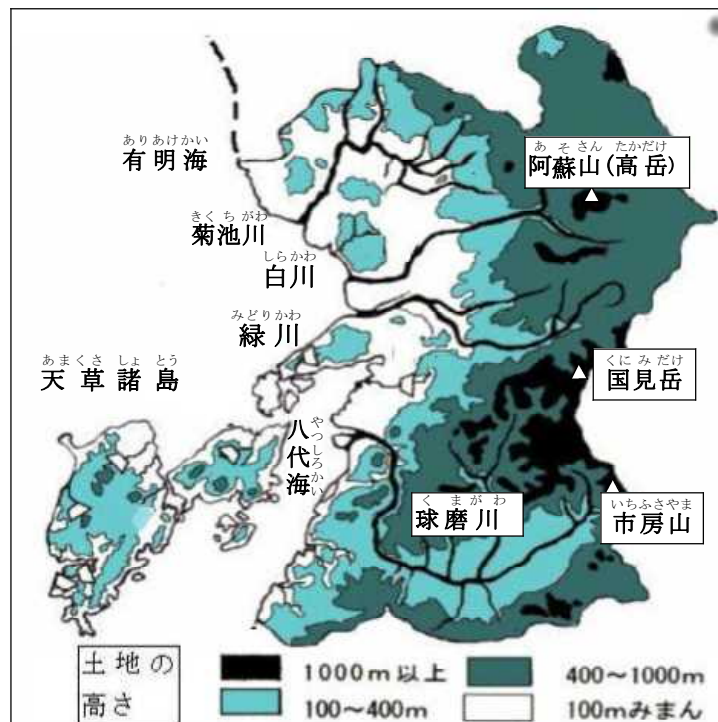 ありあけかい
有明海
あそさん たかだけ
阿蘇山(高岳)
きくちがわ
菊池川
しらかわ
白川
みどりかわ
緑川
あまくさ しょ とう
天草諸島
くにみだけ
国見岳
やつしろかい
八代海
くまがわ
球磨川
いちふさやま
市房山
土地の
高さ
1000m以上
400~1000m
100~400m
100mみまん